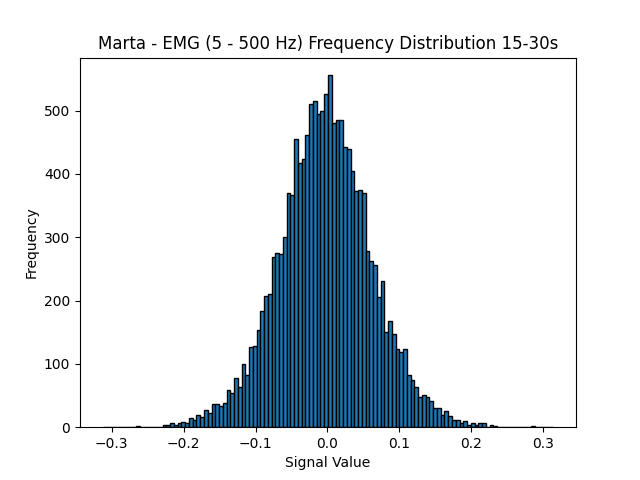 Marta - EMG (5 - 500 Hz) Frequency Distribution 15-30s
Frequency
500
400
300
200
100
0
−0.3 −0.2 −0.1 0.0 0.1 0.2 0.3
Signal Value